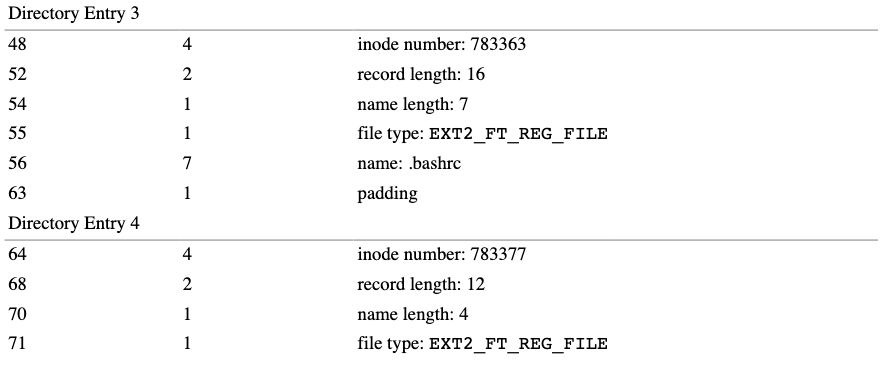 Directory Entry 3
48 4 inode number: 783363
52 2 record length: 16
54 1 name length: 7
55 1 file type: EXT2_FT_REG_FILE
56 7 name: .bashrc
63 1 padding
Directory Entry 4
64 4 inode number: 783377
68 2 record length: 12
70 1 name length: 4
71 1 file type: EXT2_FT_REG_FILE